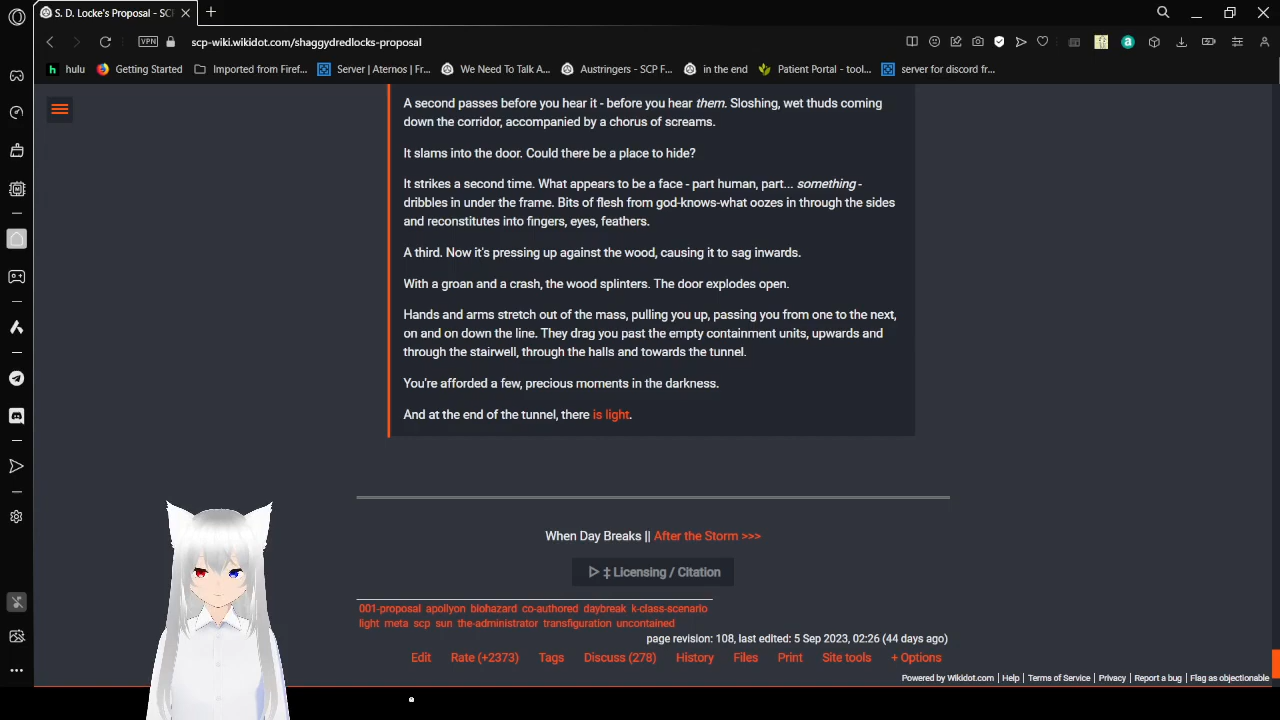 S. D. Locke's Proposal - SC
VPN
scp-wiki.wikidot.com/shaggydredlocks-proposal
hulu
Getting Started
Imported from Firef...
Server | Aternos | Fr...
We Need To Talk A...
Austringers - SCP F...
in the end
Patient Portal - tool...
server for discord fr...
A second passes before you hear it - before you hear them. Sloshing, wet thuds coming
down the corridor, accompanied by a chorus of screams.
It slams into the door. Could there be a place to hide?
It strikes a second time. What appears to be a face - part human, part... something -
dribbles in under the frame. Bits of flesh from god-knows-what oozes in through the sides
and reconstitutes into fingers, eyes, feathers.
A third. Now it's pressing up against the wood, causing it to sag inwards.
With a groan and a crash, the wood splinters. The door explodes open.
Hands and arms stretch out of the mass, pulling you up, passing you from one to the next,
on and on down the line. They drag you past the empty containment units, upwards and
through the stairwell, through the halls and towards the tunnel.
You're afforded a few, precious moments in the darkness.
And at the end of the tunnel, there is light.
When Day Breaks || After the Storm >>>
▷ ‡ Licensing / Citation
001-proposal apollyon biohazard co-authored daybreak k-class-scenario
light meta scp sun the-administrator transfiguration uncontained
page revision: 108, last edited: 5 Sep 2023, 02:26 (44 days ago)
Edit Rate (+2373) Tags Discuss (278) History Files Print Site tools + Options
Powered by Wikidot.com | Help | Terms of Service | Privacy | Report a bug | Flag as objectionable